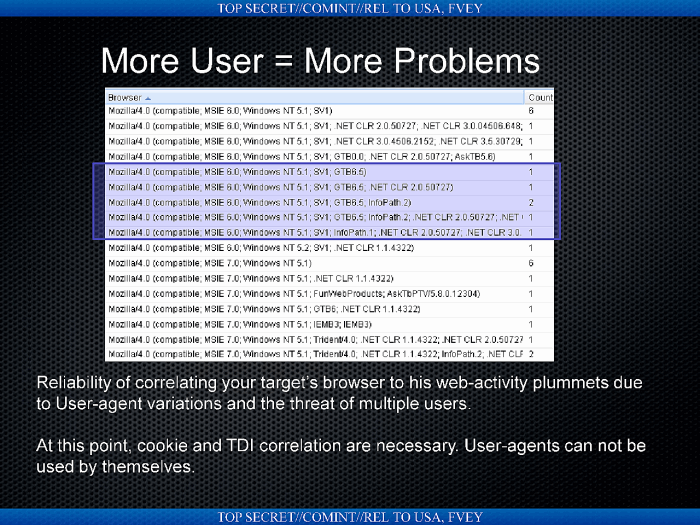 TOP SECRET//COMINT//REL TO USA, FVEY
More User = More Problems
Browser Count
Mozilla/4.0 (compatible; MSIE 6.0; Windows NT 5.1; SV1) 6
Mozilla/4.0 (compatible; MSIE 6.0; Windows NT 5.1; SV1; .NET CLR 2.0.50727; .NET CLR 3.0.04506.648; 1
Mozilla/4.0 (compatible; MSIE 6.0; Windows NT 5.1; SV1; .NET CLR 3.0.4506.2152; .NET CLR 3.5.30729; 1
Mozilla/4.0 (compatible; MSIE 6.0; Windows NT 5.1; SV1; GTB0.0; .NET CLR 2.0.50727; AskTB5.6) 1
Mozilla/4.0 (compatible; MSIE 6.0; Windows NT 5.1; SV1; GTB6.5) 1
Mozilla/4.0 (compatible; MSIE 6.0; Windows NT 5.1; SV1; GTB6.5; .NET CLR 2.0.50727) 1
Mozilla/4.0 (compatible; MSIE 6.0; Windows NT 5.1; SV1; GTB6.5; InfoPath.2) 2
Mozilla/4.0 (compatible; MSIE 6.0; Windows NT 5.1; SV1; GTB6.5; InfoPath.2; .NET CLR 2.0.50727; .NET 1
Mozilla/4.0 (compatible; MSIE 6.0; Windows NT 5.1; SV1; InfoPath.1; .NET CLR 2.0.50727; .NET CLR 3.0. 1
Mozilla/4.0 (compatible; MSIE 6.0; Windows NT 5.2; SV1; .NET CLR 1.1.4322) 1
Mozilla/4.0 (compatible; MSIE 7.0; Windows NT 5.1) 6
Mozilla/4.0 (compatible; MSIE 7.0; Windows NT 5.1; .NET CLR 1.1.4322) 1
Mozilla/4.0 (compatible; MSIE 7.0; Windows NT 5.1; FunWebProducts; AskTbPTV/5.8.0.12304) 1
Mozilla/4.0 (compatible; MSIE 7.0; Windows NT 5.1; GTB6; .NET CLR 1.1.4322) 1
Mozilla/4.0 (compatible; MSIE 7.0; Windows NT 5.1; IEMB3; IEMB3) 1
Mozilla/4.0 (compatible; MSIE 7.0; Windows NT 5.1; Trident/4.0; .NET CLR 1.1.4322; .NET CLR 2.0.50727 1
Mozilla/4.0 (compatible; MSIE 7.0; Windows NT 5.1; Trident/4.0; .NET CLR 1.1.4322; InfoPath.2; .NET CLF 2
Reliability of correlating your target's browser to his web-activity plummets due
to User-agent variations and the threat of multiple users.
At this point, cookie and TDI correlation are necessary. User-agents can not be
used by themselves.
TOP SECRET//COMINT//REL TO USA, FVEY